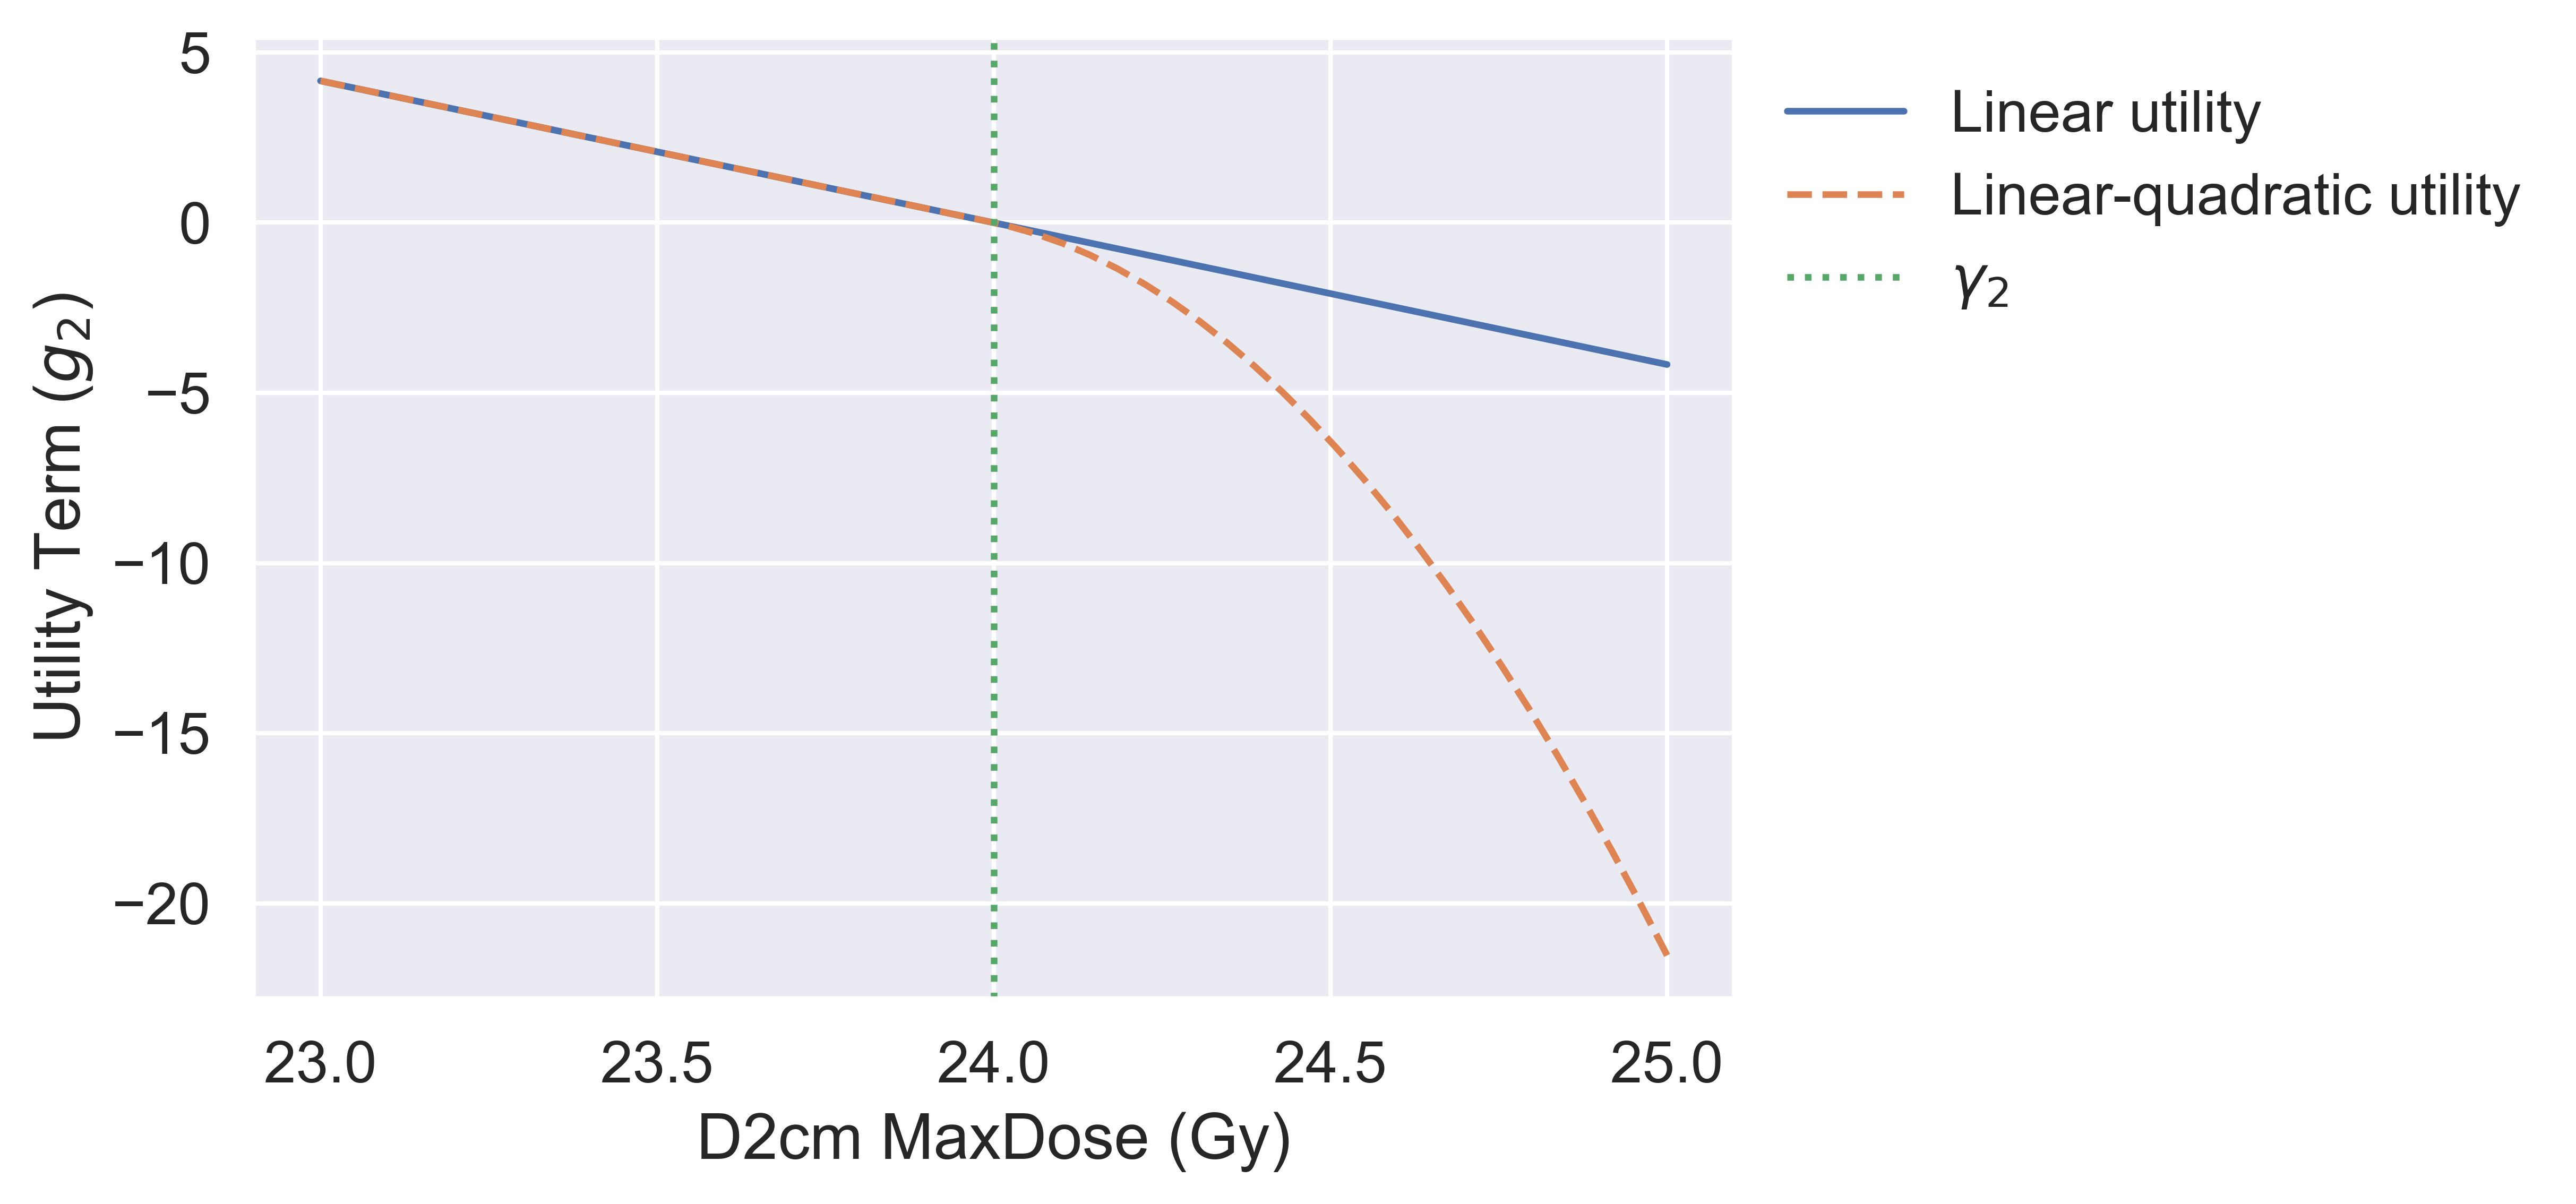 5
0
−5
−10
−15
−20
Utility Term (g₂)
23.0 23.5 24.0 24.5 25.0
D2cm MaxDose (Gy)
Linear utility
Linear-quadratic utility
γ₂